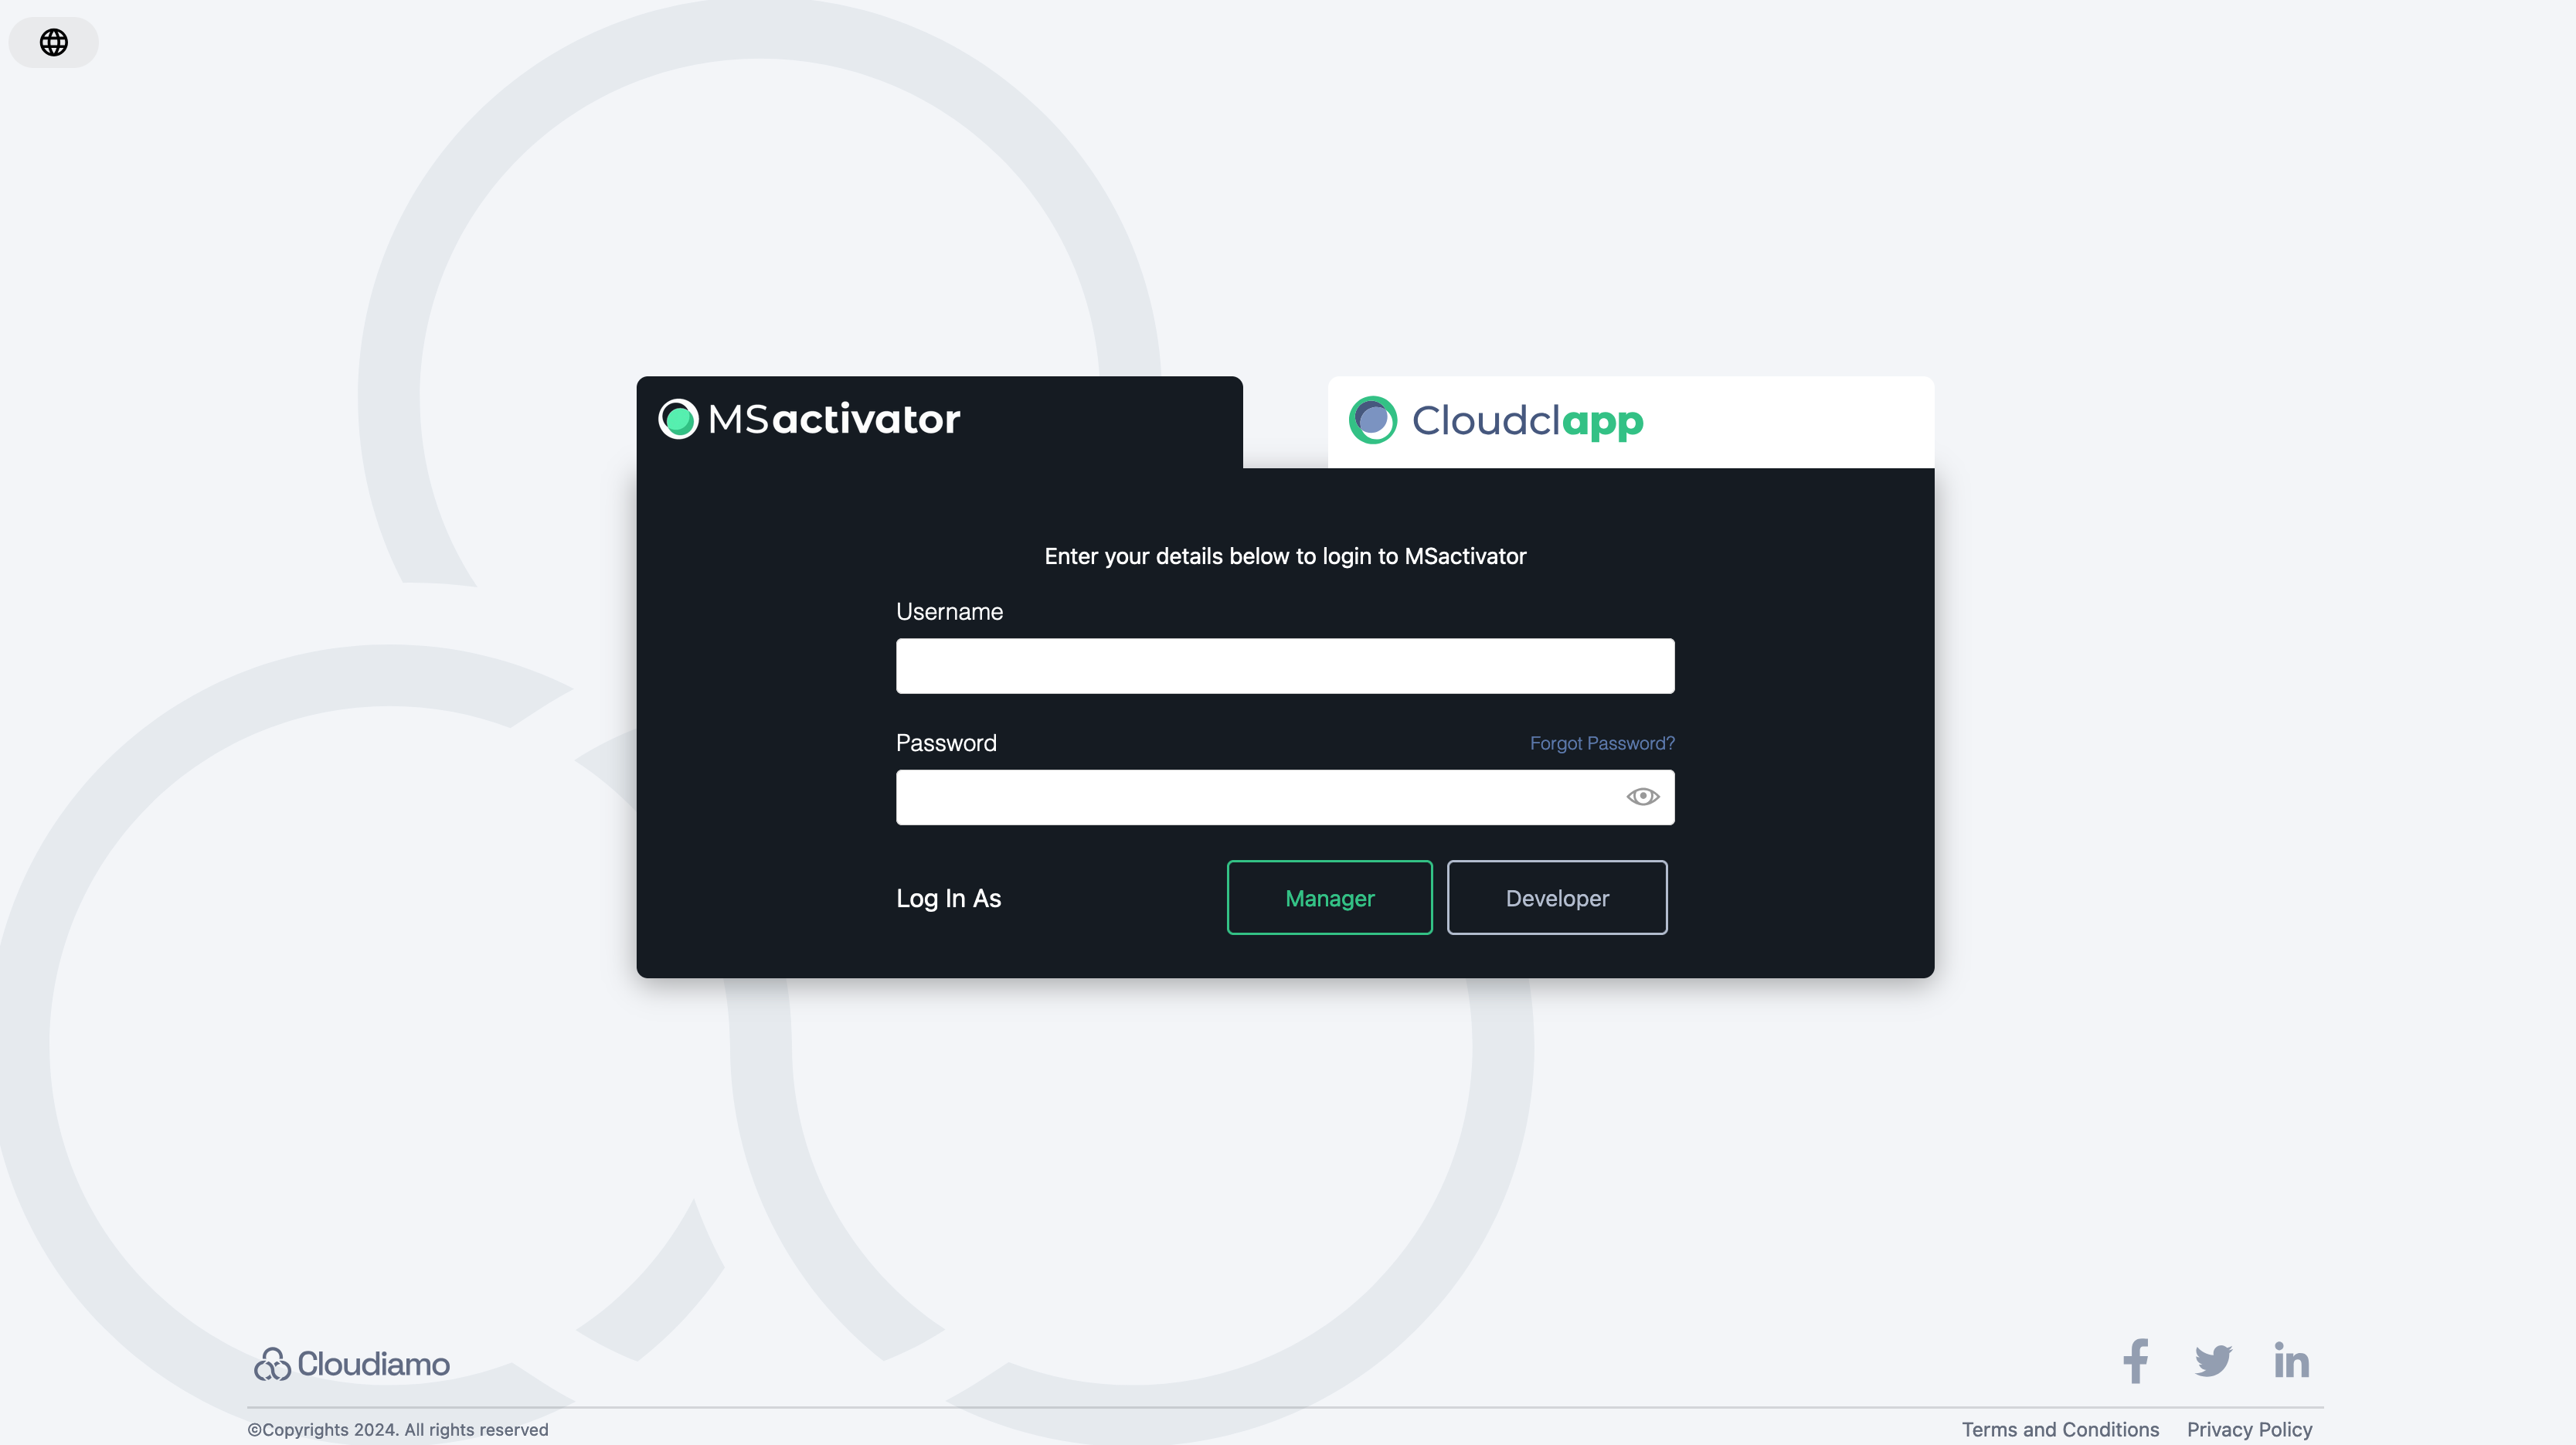 MSactivator
Cloudclapp
Enter your details below to login to MSactivator
Username
Password
Forgot Password?
Log In As
Manager
Developer
Cloudiamo
©Copyrights 2024. All rights reserved
Terms and Conditions
Privacy Policy